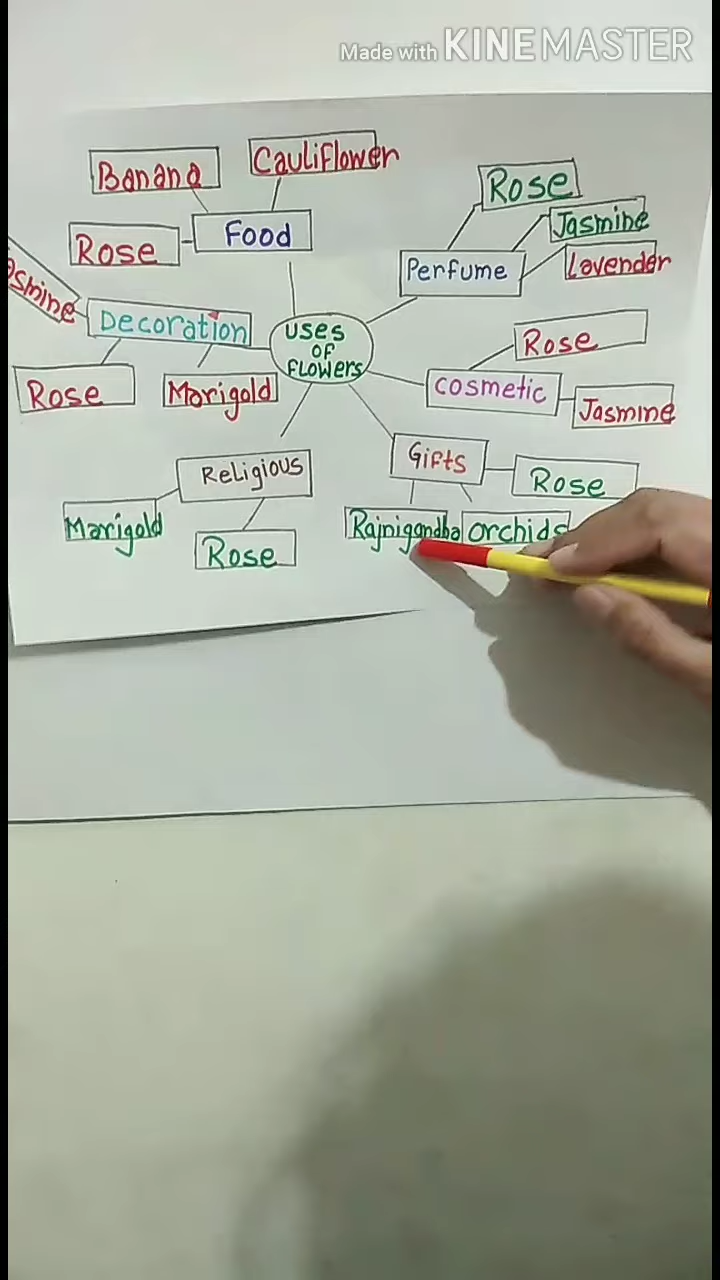 Made with KINEMASTER
Banana
Cauliflower
Rose
Food
Rose
Jasmine
Perfume
Lavender
Decoration
Rose
Marigold
USES
OF
FLOWERS
Rose
Cosmetic
Jasmine
Religious
Marigold
Rose
Gifts
Rose
Rajnigandha
Orchids